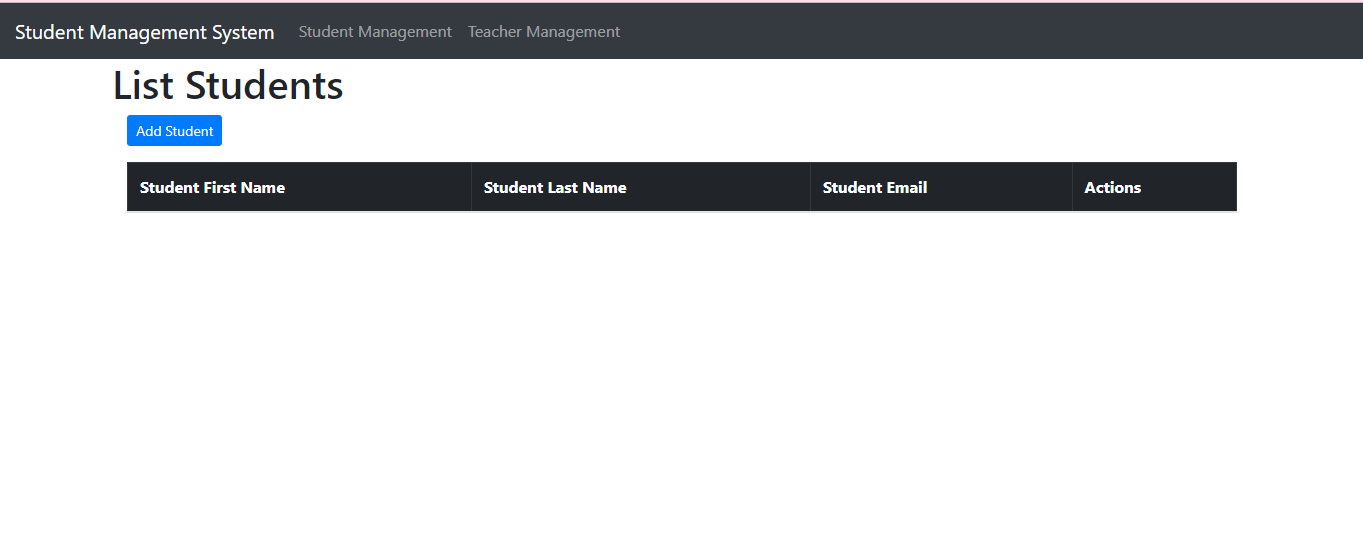 Student Management System Student Management Teacher Management
List Students
Add Student
Student First Name Student Last Name Student Email Actions